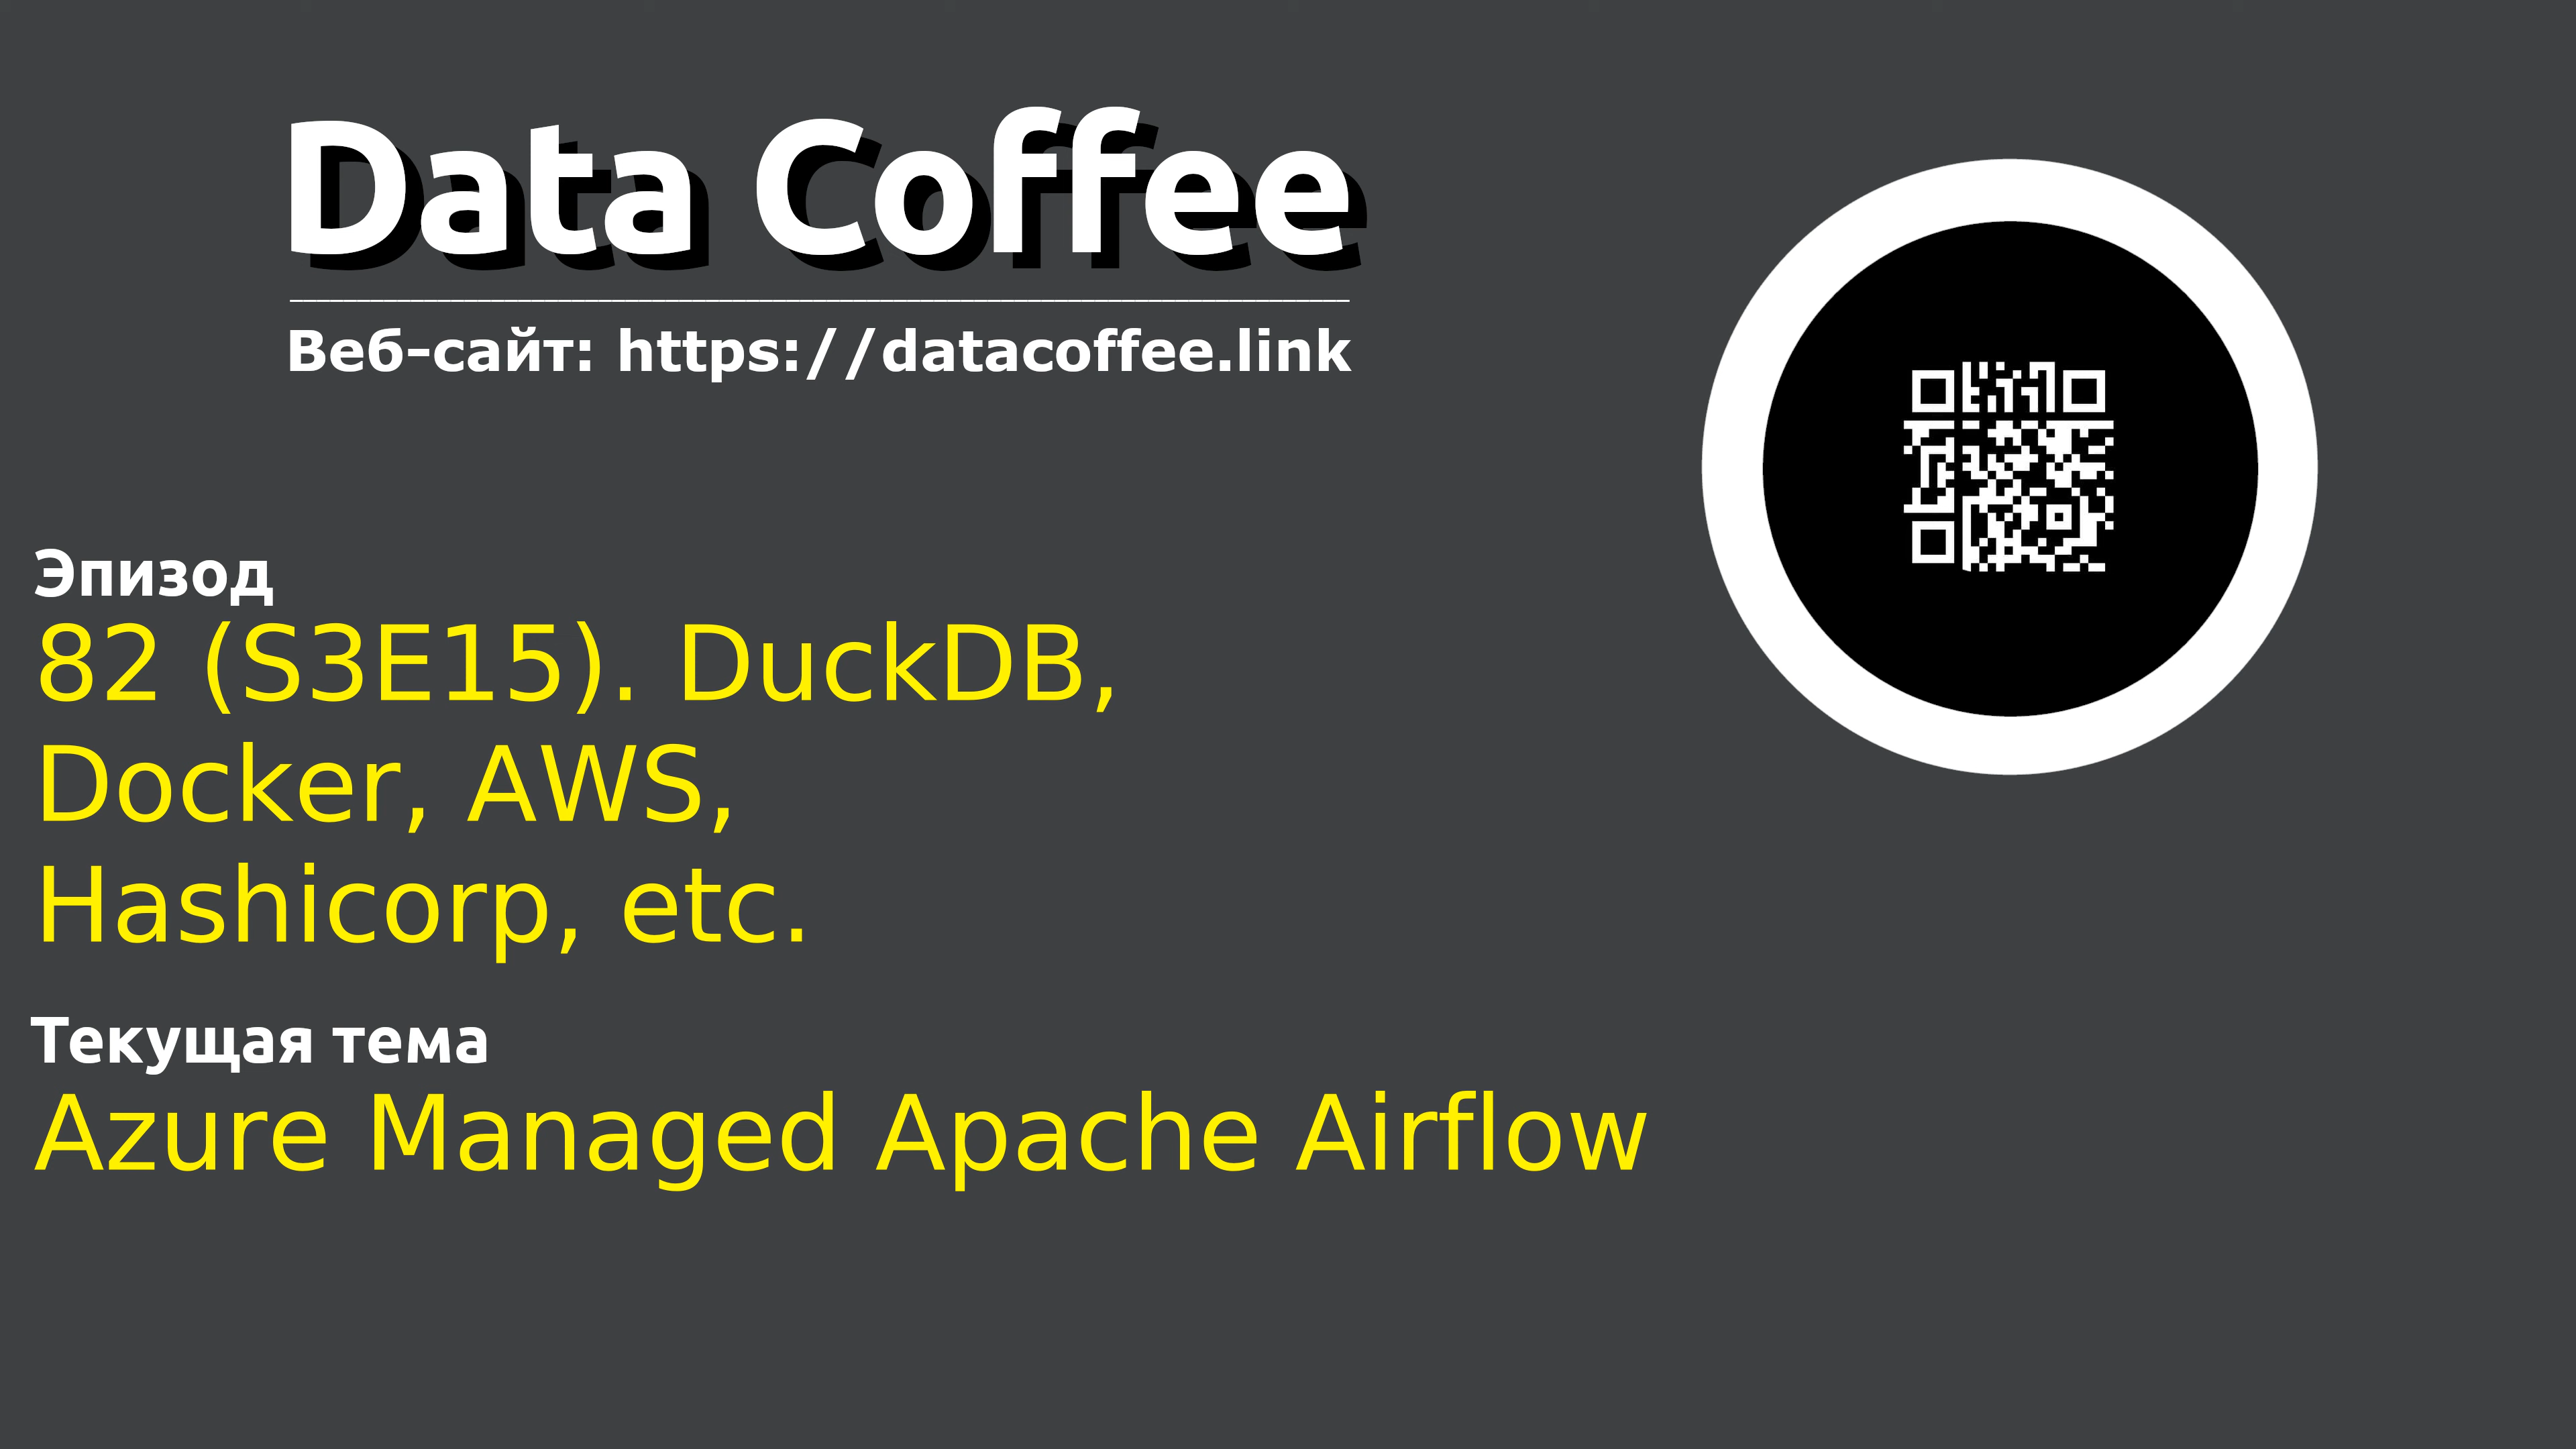 Data Coffee
Веб-сайт: https://datacoffee.link
Эпизод
82 (S3E15). DuckDB,
Docker, AWS,
Hashicorp, etc.
Текущая тема
Azure Managed Apache Airflow